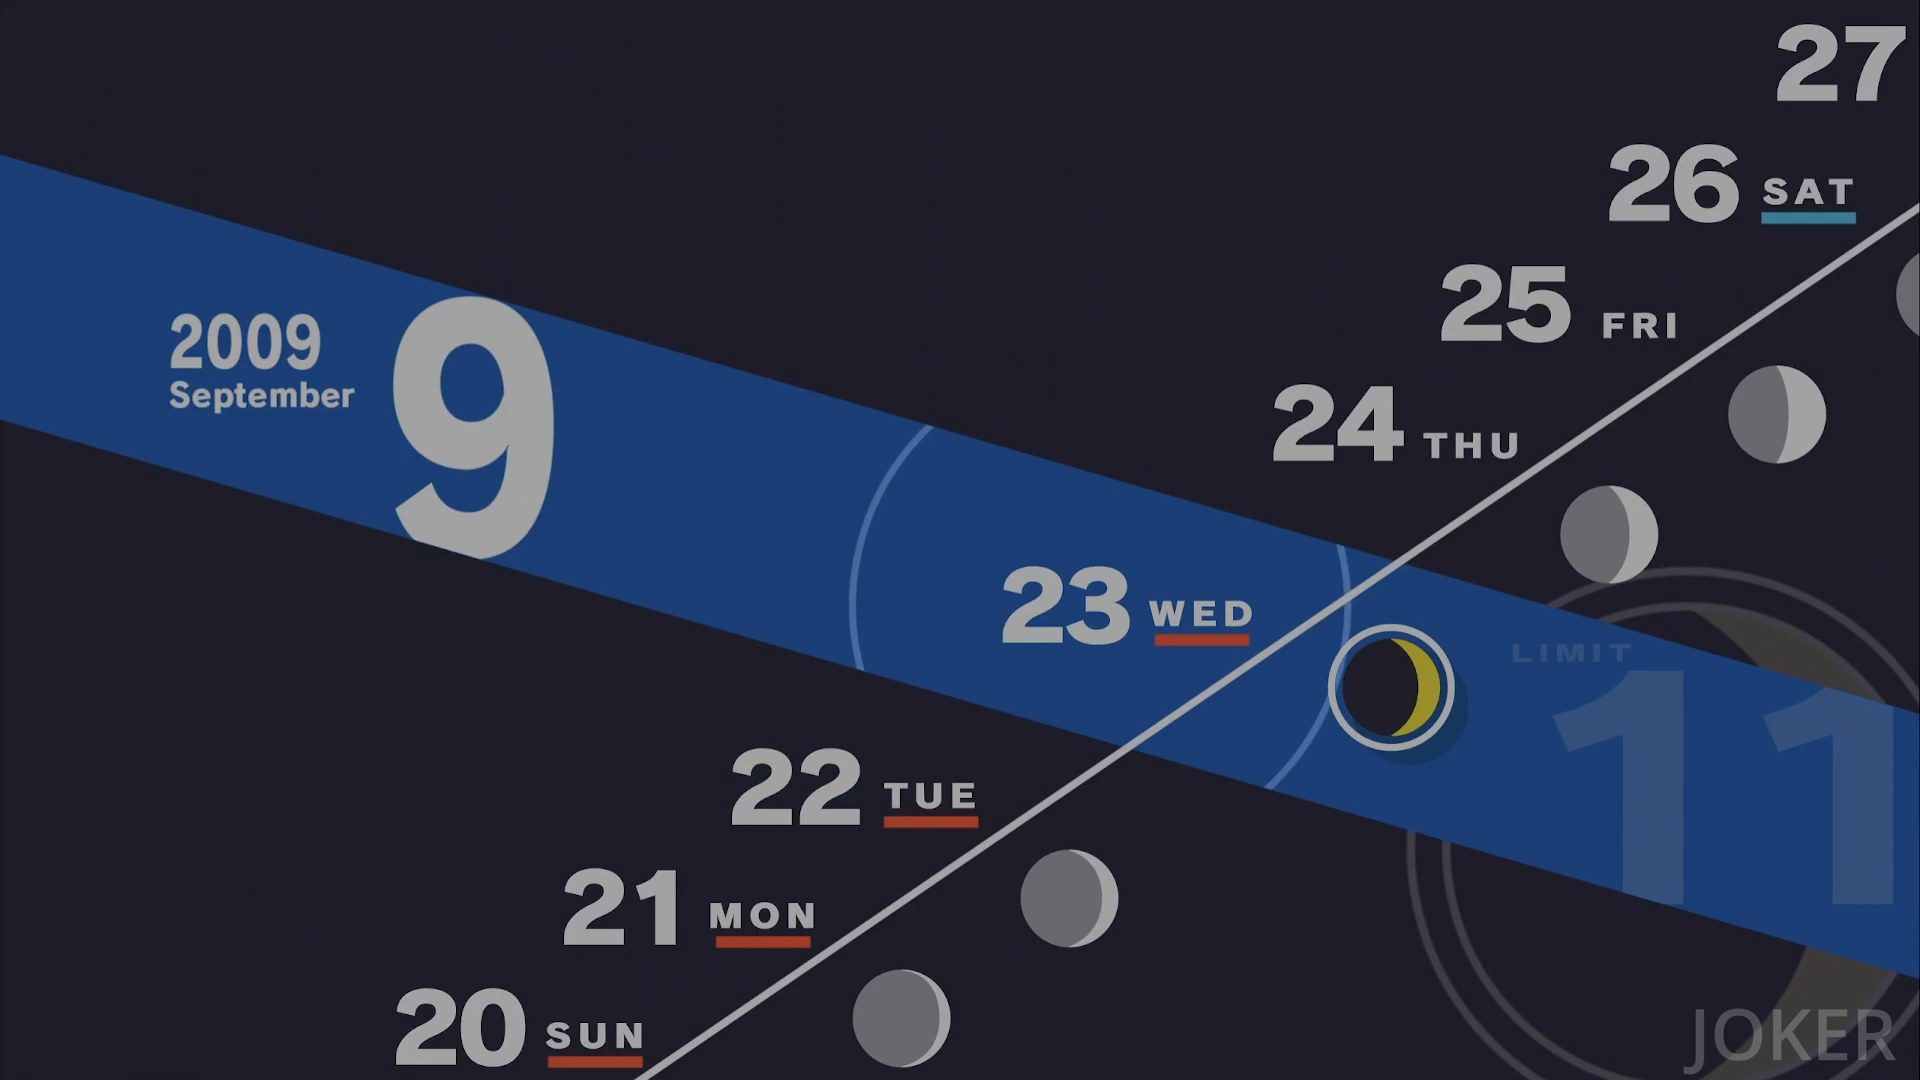 27
26 SAT
25 FRI
24 THU
2009
September
9
23 WED
LIMIT
11
22 TUE
21 MON
20 SUN
JOKER